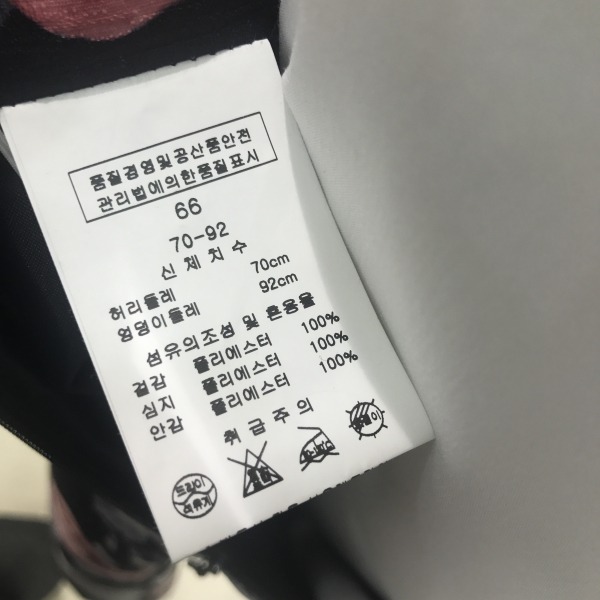 품질경영및공산품안전
관리법에의한품질표시
66
70-92
신체치수
허리둘레 70cm
엉덩이둘레 92cm
섬유의조성 및 혼용율
겉감 폴리에스터 100%
심지 폴리에스터 100%
안감 폴리에스터 100%
취급주의
드라이
석유계